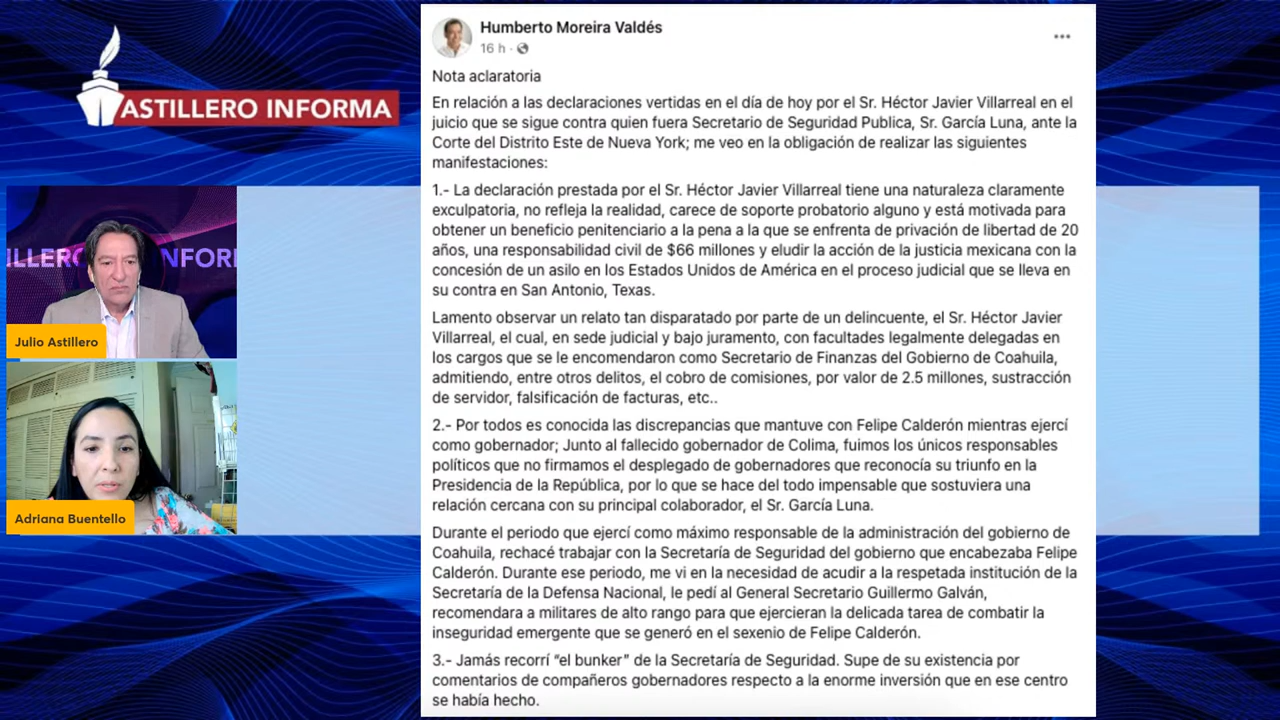 ASTILLERO INFORMA
ILLERO
NFORI
Julio Astillero
Adriana Buentello
Humberto Moreira Valdés
16 h ·
Nota aclaratoria
En relación a las declaraciones vertidas en el día de hoy por el Sr. Héctor Javier Villarreal en el
juicio que se sigue contra quien fuera Secretario de Seguridad Publica, Sr. García Luna, ante la
Corte del Distrito Este de Nueva York; me veo en la obligación de realizar las siguientes
manifestaciones:
1.- La declaración prestada por el Sr. Héctor Javier Villarreal tiene una naturaleza claramente
exculpatoria, no refleja la realidad, carece de soporte probatorio alguno y está motivada para
obtener un beneficio penitenciario a la pena a la que se enfrenta de privación de libertad de 20
años, una responsabilidad civil de $66 millones y eludir la acción de la justicia mexicana con la
concesión de un asilo en los Estados Unidos de América en el proceso judicial que se lleva en
su contra en San Antonio, Texas.
Lamento observar un relato tan disparatado por parte de un delincuente, el Sr. Héctor Javier
Villarreal, el cual, en sede judicial y bajo juramento, con facultades legalmente delegadas en
los cargos que se le encomendaron como Secretario de Finanzas del Gobierno de Coahuila,
admitiendo, entre otros delitos, el cobro de comisiones, por valor de 2.5 millones, sustracción
de servidor, falsificación de facturas, etc..
2.- Por todos es conocida las discrepancias que mantuve con Felipe Calderón mientras ejercí
como gobernador; Junto al fallecido gobernador de Colima, fuimos los únicos responsables
políticos que no firmamos el desplegado de gobernadores que reconocía su triunfo en la
Presidencia de la República, por lo que se hace del todo impensable que sostuviera una
relación cercana con su principal colaborador, el Sr. García Luna.
Durante el periodo que ejercí como máximo responsable de la administración del gobierno de
Coahuila, rechacé trabajar con la Secretaría de Seguridad del gobierno que encabezaba Felipe
Calderón. Durante ese periodo, me vi en la necesidad de acudir a la respetada institución de la
Secretaría de la Defensa Nacional, le pedí al General Secretario Guillermo Galván,
recomendara a militares de alto rango para que ejercieran la delicada tarea de combatir la
inseguridad emergente que se generó en el sexenio de Felipe Calderón.
3.- Jamás recorrí “el bunker” de la Secretaría de Seguridad. Supe de su existencia por
comentarios de compañeros gobernadores respecto a la enorme inversión que en ese centro
se había hecho.